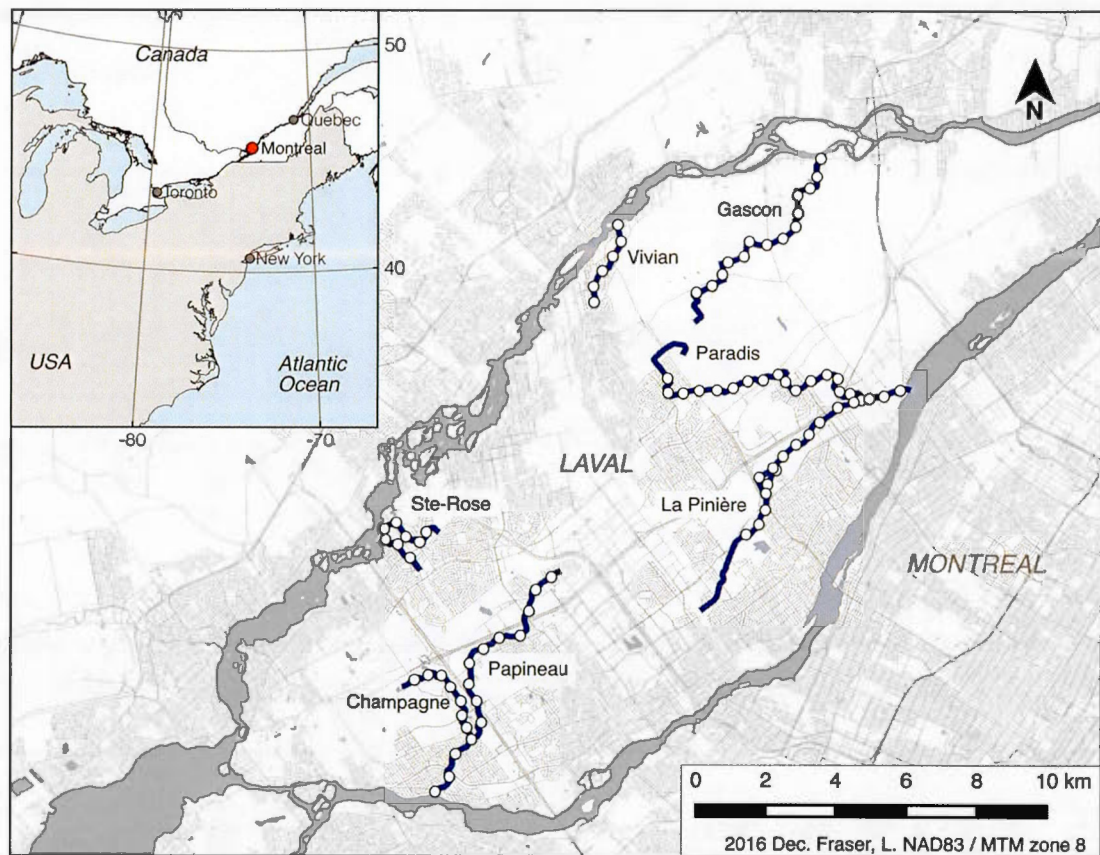 Canada
50
Quebec
Montreal
Toronto
New York
40
USA
Atlantic
Ocean
-80
-70
N
Gascon
Vivian
Paradis
LAVAL
Ste-Rose
La Pinière
MONTREAL
Papineau
Champagne
0 2 4 6 8 10 km
2016 Dec. Fraser, L. NAD83 / MTM zone 8